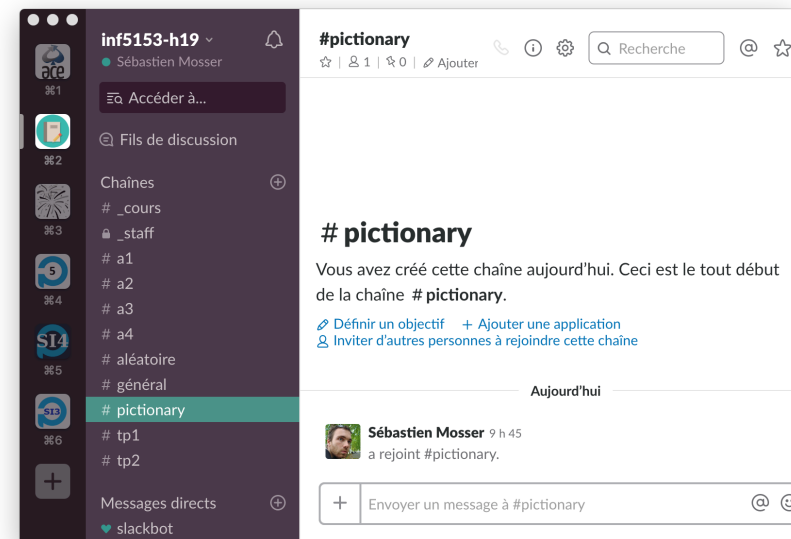 ace
⌘1
⌘2
⌘3
5
⌘4
SI4
⌘5
SI3
⌘6
inf5153-h19
Sébastien Mosser
Accéder à...
Fils de discussion
Chaînes
# _cours
_staff
# a1
# a2
# a3
# a4
# aléatoire
# général
# pictionary
# tp1
# tp2
Messages directs
slackbot
#pictionary
1 | 0 | Ajouter
Recherche
# pictionary
Vous avez créé cette chaîne aujourd'hui. Ceci est le tout début
de la chaîne # pictionary.
Définir un objectif + Ajouter une application
Inviter d'autres personnes à rejoindre cette chaîne
Aujourd'hui
Sébastien Mosser 9 h 45
a rejoint #pictionary.
Envoyer un message à #pictionary